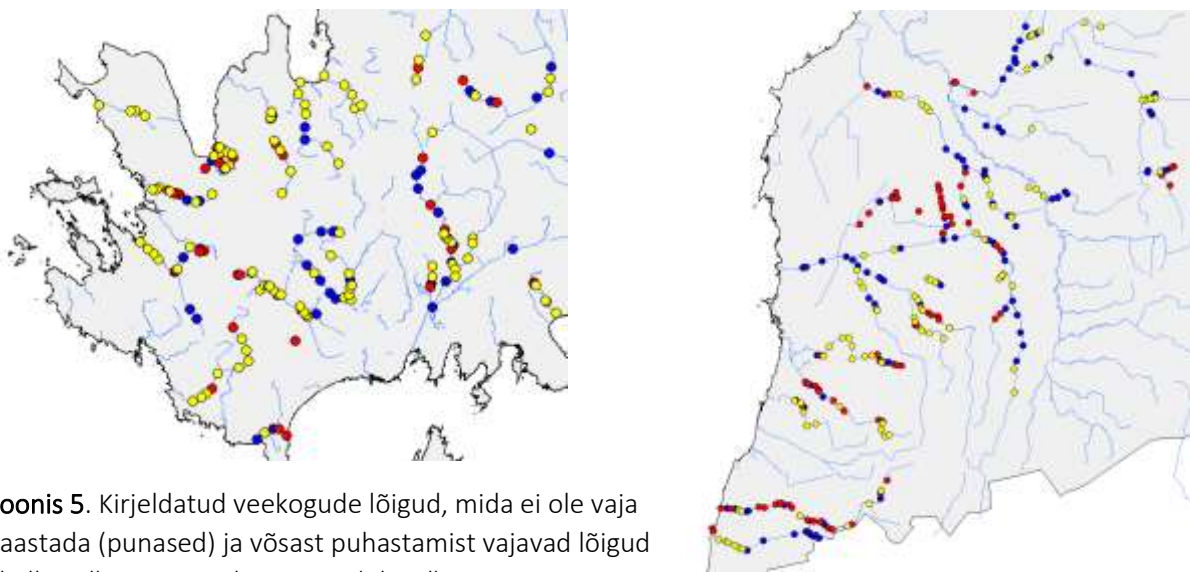 oonis 5. Kirjeldatud veekogude lõigud, mida ei ole vaja
aastada (punased) ja võsast puhastamist vajavad lõigud